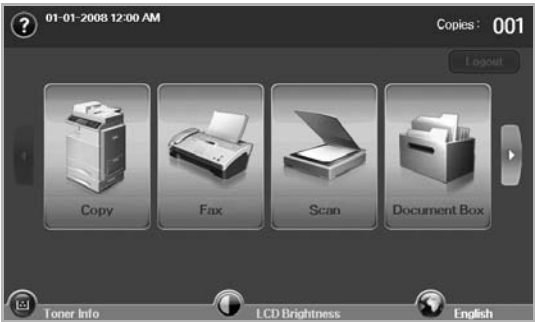 ? 01-01-2008 12:00 AM Copies : 001
Logout
Copy Fax Scan Document Box
Toner Info LCD Brightness English